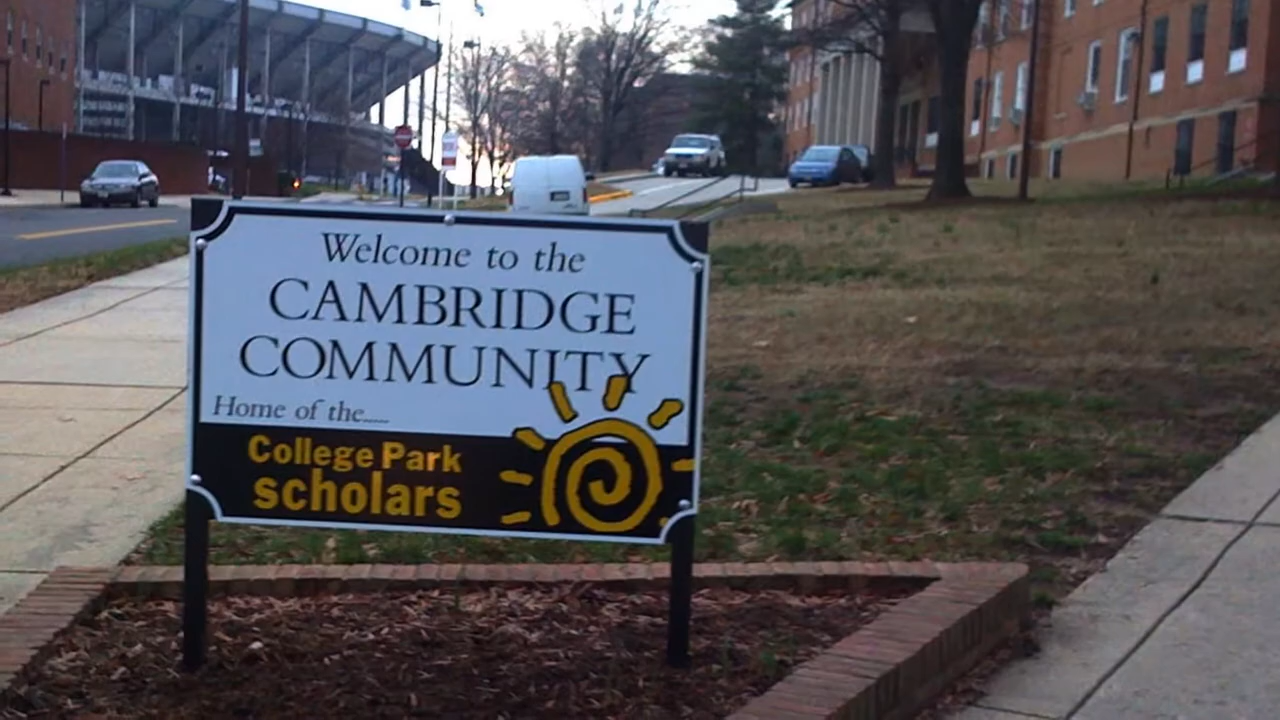 Welcome to the
CAMBRIDGE
COMMUNITY
Home of the.....
College Park
scholars